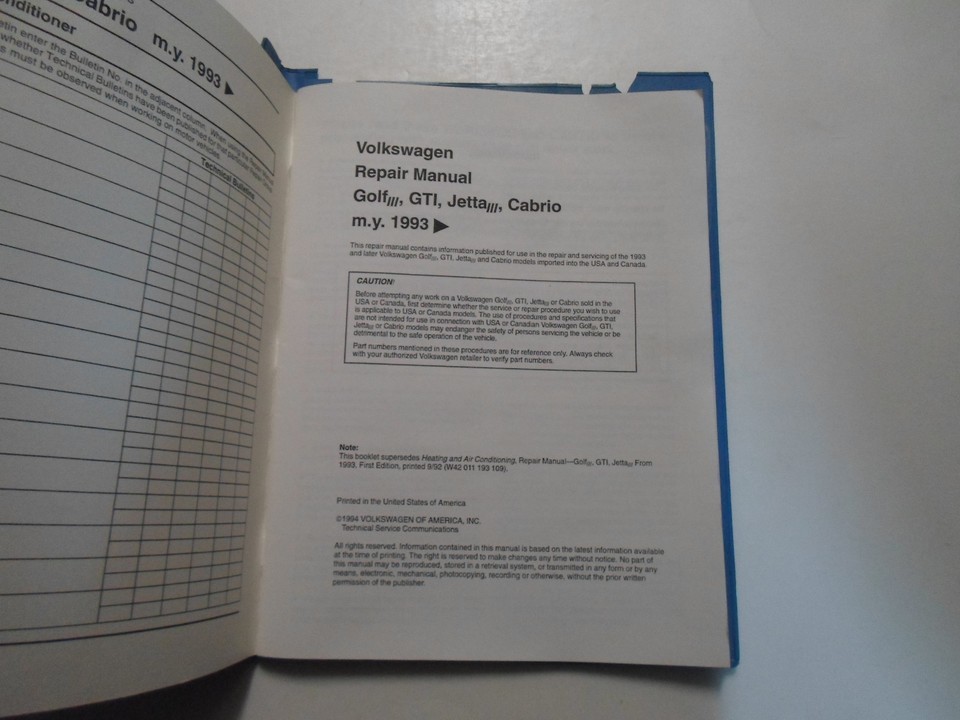 Cabrio m.y. 1993 ▶
nditioner
etin enter the Bulletin No. in the adjacent column. When using the Repair
whether Technical Bulletins have been published for that particular Repair
s must be observed when working on motor vehicles.
Technical Bulletins
Volkswagen
Repair Manual
Golf///, GTI, Jetta///, Cabrio
m.y. 1993 ▶
This repair manual contains information published for use in the repair and servicing of the 1993
and later Volkswagen Golf///, GTI, Jetta/// and Cabrio models imported into the USA and Canada.
CAUTION!
Before attempting any work on a Volkswagen Golf///, GTI, Jetta/// or Cabrio sold in the
USA or Canada, first determine whether the service or repair procedure you wish to use
is applicable to USA or Canada models. The use of procedures and specifications that
are not intended for use in connection with USA or Canadian Volkswagen Golf///, GTI,
Jetta/// or Cabrio models may endanger the safety of persons servicing the vehicle or be
detrimental to the safe operation of the vehicle.
Part numbers mentioned in these procedures are for reference only. Always check
with your authorized Volkswagen retailer to verify part numbers.
Note:
This booklet supersedes Heating and Air Conditioning, Repair Manual—Golf///, GTI, Jetta/// From
1993, First Edition, printed 9/92 (W42 011 193 109).
Printed in the United States of America
©1994 VOLKSWAGEN OF AMERICA, INC.
Technical Service Communications
All rights reserved. Information contained in this manual is based on the latest information available
at the time of printing. The right is reserved to make changes any time without notice. No part of
this manual may be reproduced, stored in a retrieval system, or transmitted in any form or by any
means, electronic, mechanical, photocopying, recording or otherwise, without the prior written
permission of the publisher.